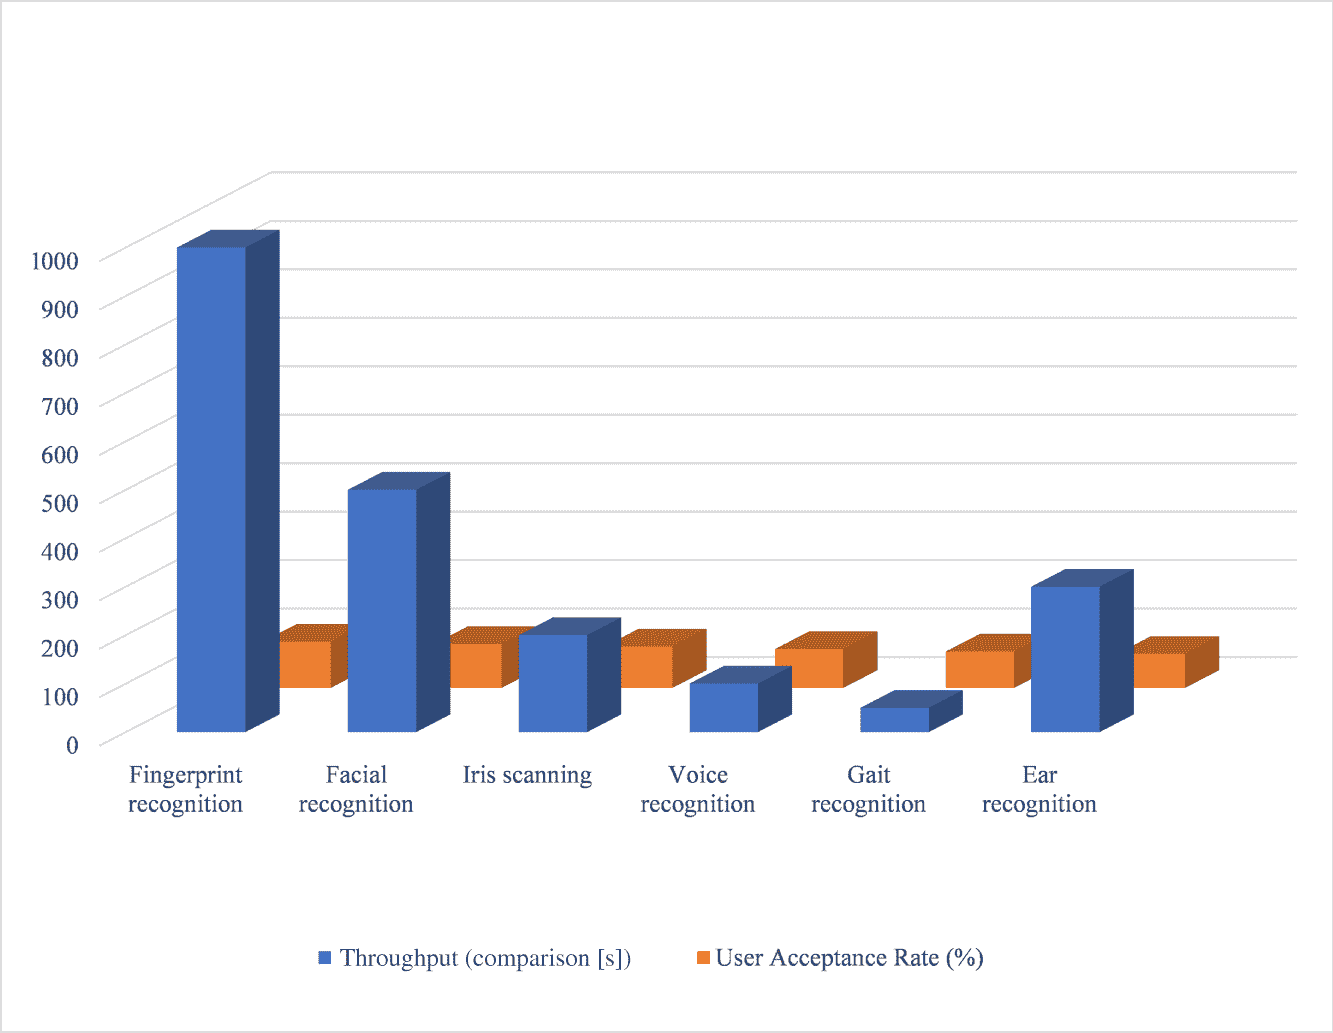 1000
900
800
700
600
500
400
300
200
100
0
Fingerprint
recognition
Facial
recognition
Iris scanning
Voice
recognition
Gait
recognition
Ear
recognition
Throughput (comparison [s])
User Acceptance Rate (%)